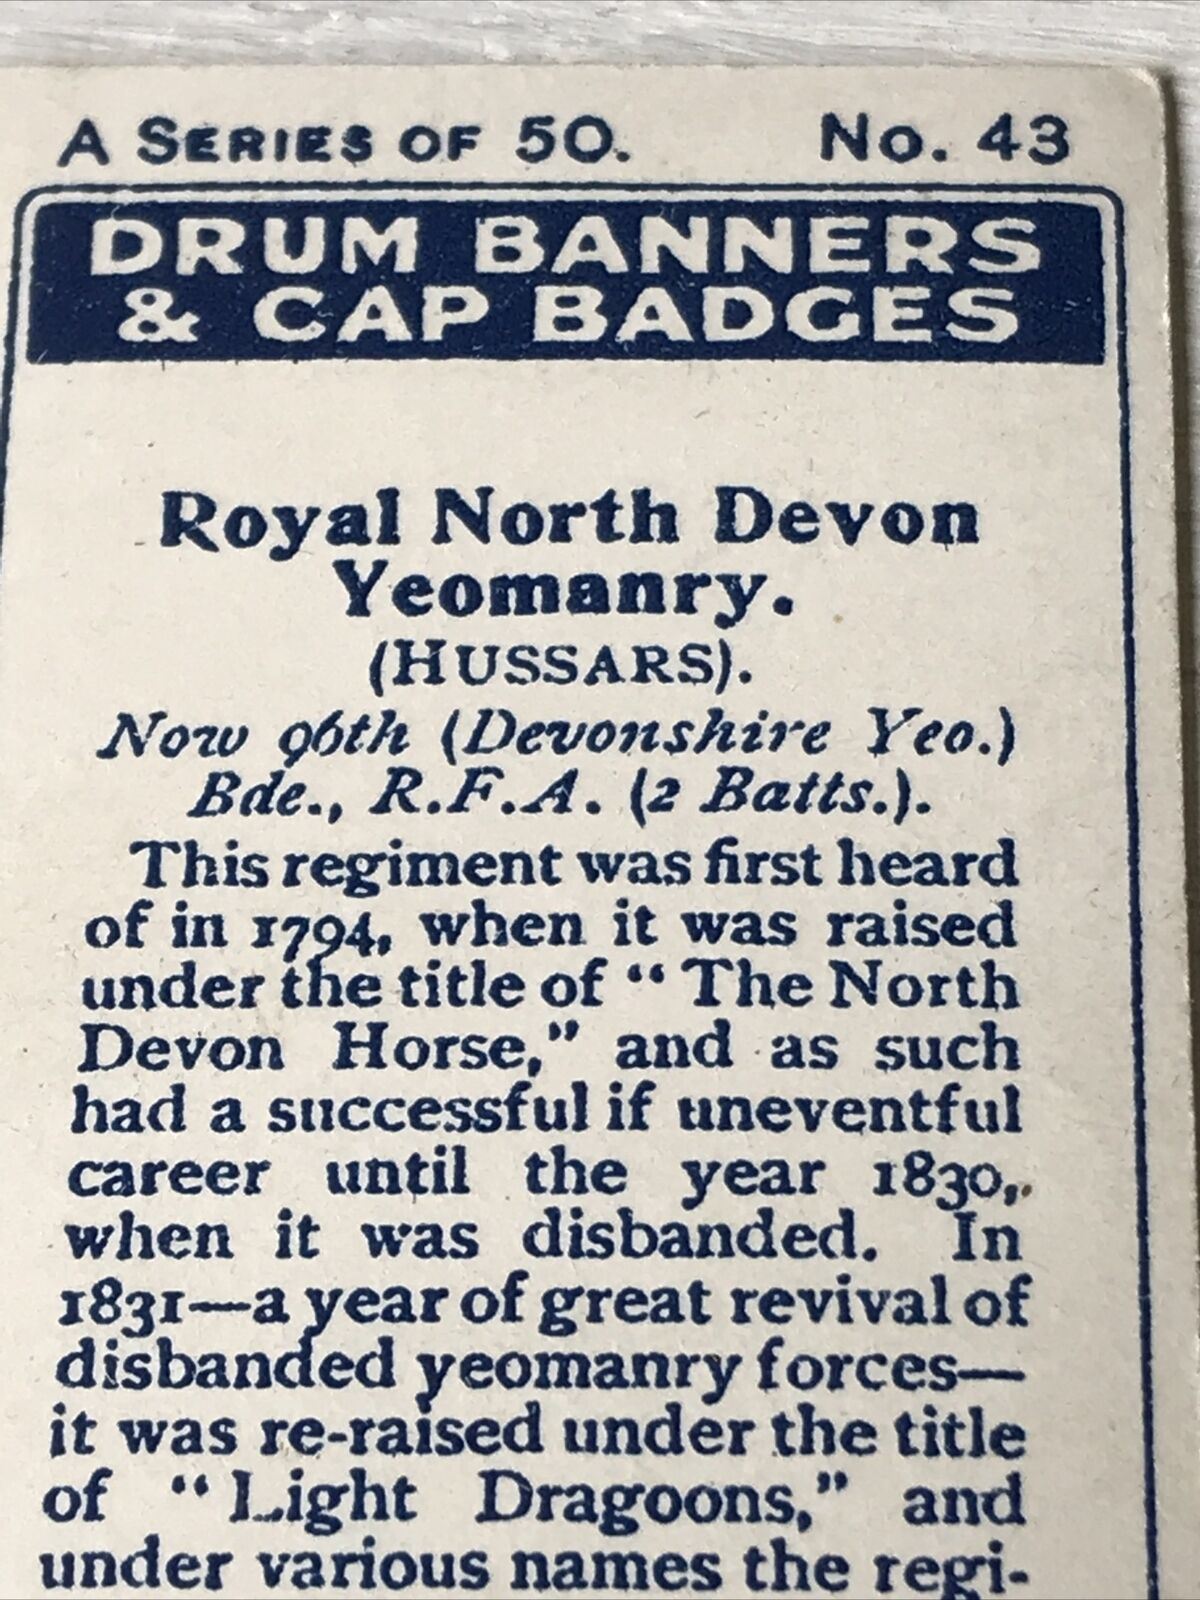 A SERIES OF 50. No. 43
DRUM BANNERS
& CAP BADGES
Royal North Devon
Yeomanry.
(HUSSARS).
Now 96th (Devonshire Yeo.)
Bde., R.F.A. (2 Batts.).
This regiment was first heard
of in 1794, when it was raised
under the title of "The North
Devon Horse," and as such
had a successful if uneventful
career until the year 1830,
when it was disbanded. In
1831—a year of great revival of
disbanded yeomanry forces—
it was re-raised under the title
of "Light Dragoons," and
under various names the regi-